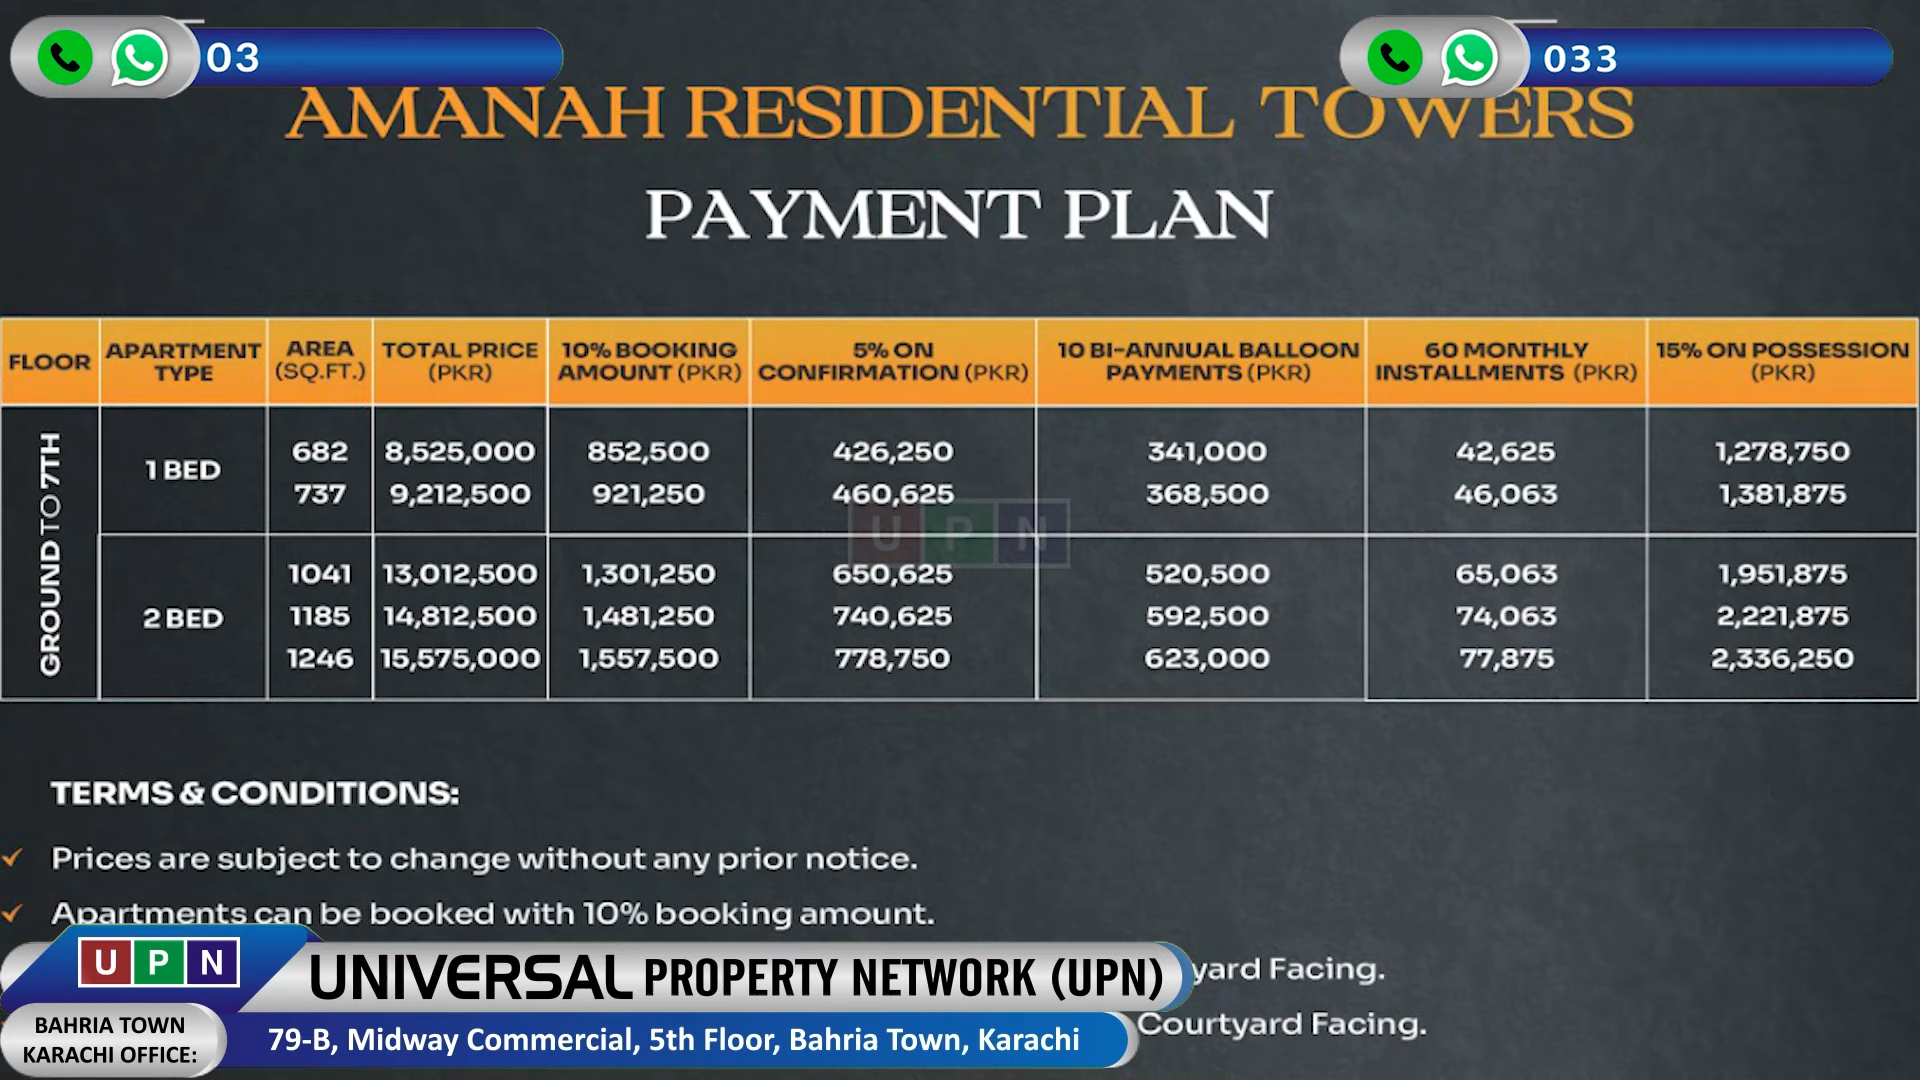 03
033
AMANAH RESIDENTIAL TOWERS
PAYMENT PLAN
FLOOR APARTMENT TYPE AREA (SQ.FT.) TOTAL PRICE (PKR) 10% BOOKING AMOUNT (PKR) 5% ON CONFIRMATION (PKR) 10 BI-ANNUAL BALLOON PAYMENTS (PKR) 60 MONTHLY INSTALLMENTS (PKR) 15% ON POSSESSION (PKR)
GROUND TO 7TH
1 BED
682 8,525,000 852,500 426,250 341,000 42,625 1,278,750
737 9,212,500 921,250 460,625 368,500 46,063 1,381,875
UPN
2 BED
1041 13,012,500 1,301,250 650,625 520,500 65,063 1,951,875
1185 14,812,500 1,481,250 740,625 592,500 74,063 2,221,875
1246 15,575,000 1,557,500 778,750 623,000 77,875 2,336,250
TERMS & CONDITIONS:
Prices are subject to change without any prior notice.
Apartments can be booked with 10% booking amount.
yard Facing.
Courtyard Facing.
UPN
UNIVERSAL PROPERTY NETWORK (UPN)
BAHRIA TOWN
KARACHI OFFICE:
79-B, Midway Commercial, 5th Floor, Bahria Town, Karachi